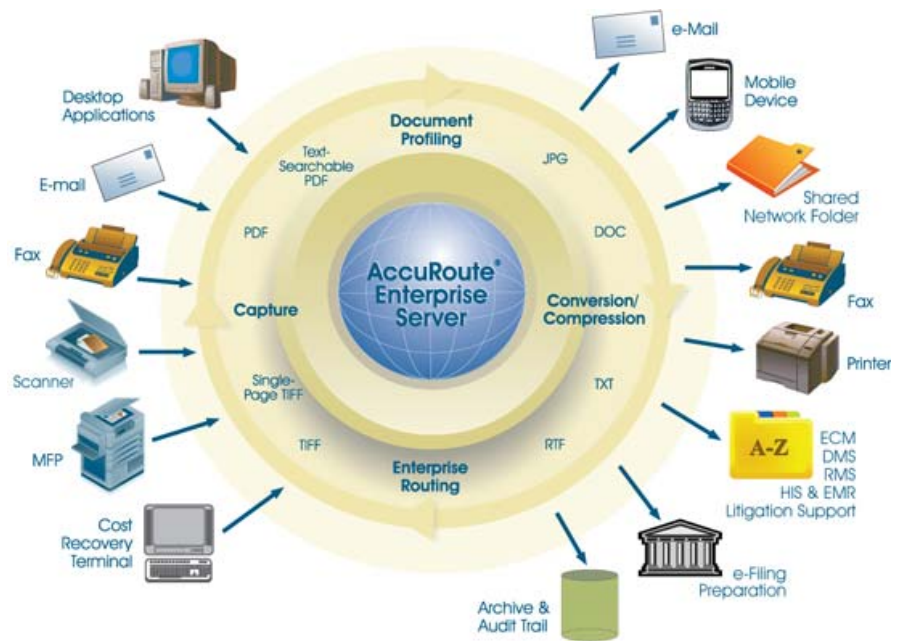 e-Mail
Mobile
Device
Desktop
Applications
Document
Profiling
Text-
Searchable
PDF
JPG
E-mail
Shared
Network Folder
PDF
DOC
Fax
AccuRoute®
Enterprise
Server
Capture
Conversion/
Compression
Fax
Scanner
Single-
Page TIFF
TXT
Printer
MFP
TIFF
RTF
A-Z
ECM
DMS
RMS
HIS & EMR
Litigation Support
Enterprise
Routing
Cost
Recovery
Terminal
e-Filing
Preparation
Archive &
Audit Trail